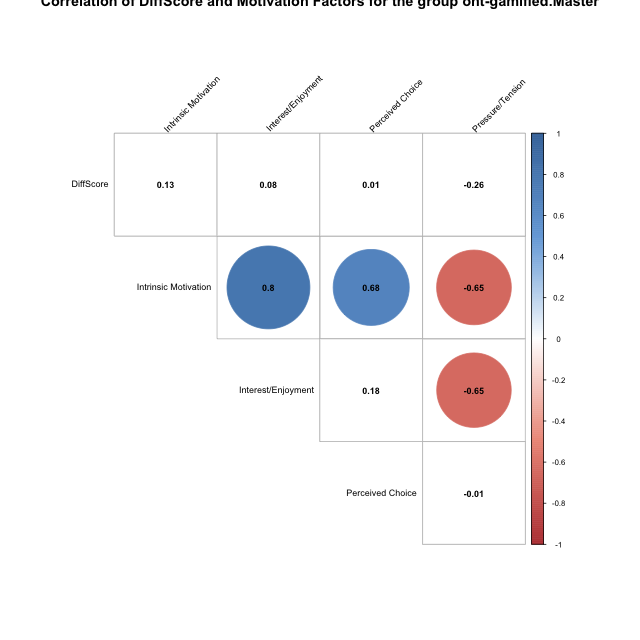 Correlation of DiffScore and Motivation Factors for the group ont-gamified.Master
Intrinsic Motivation
Interest/Enjoyment
Perceived Choice
Pressure/Tension
DiffScore 0.13 0.08 0.01 -0.26
Intrinsic Motivation 0.8 0.68 -0.65
Interest/Enjoyment 0.18 -0.65
Perceived Choice -0.01
1
0.8
0.6
0.4
0.2
0
-0.2
-0.4
-0.6
-0.8
-1